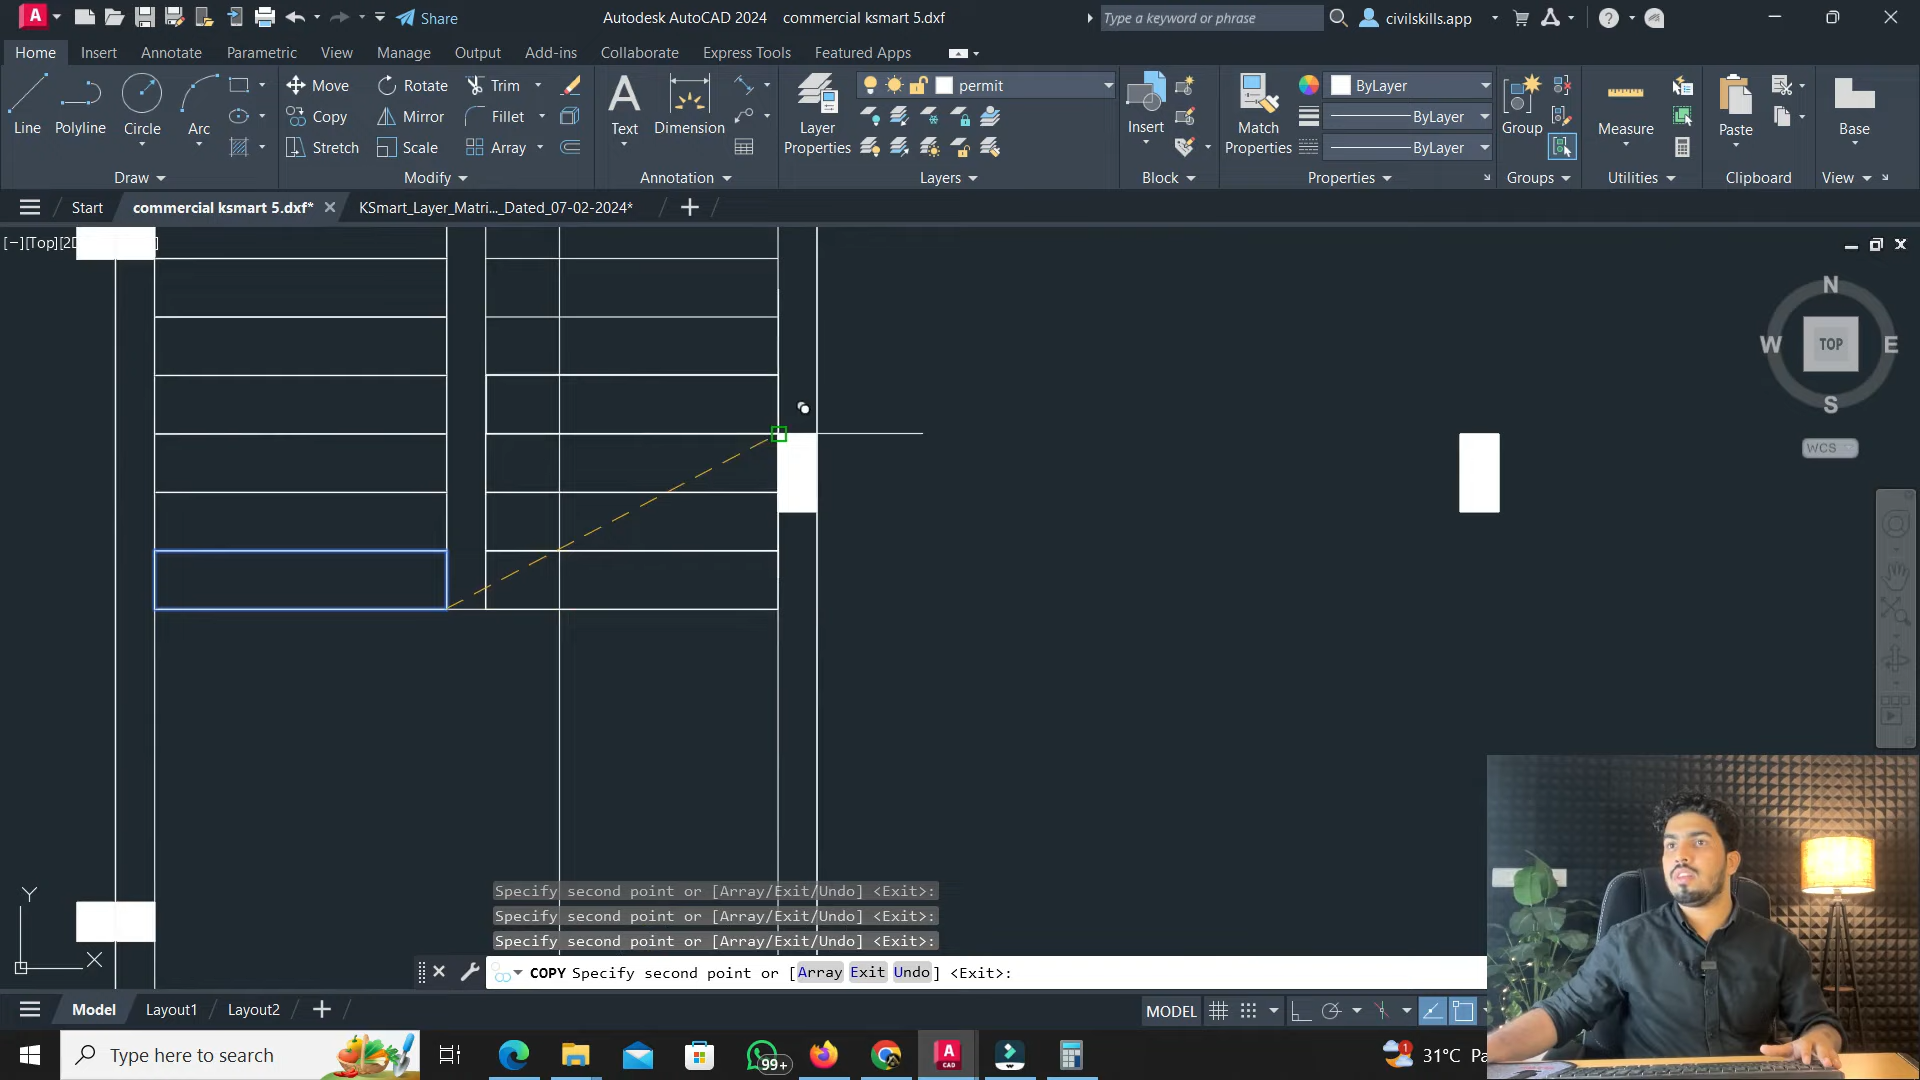 A Share Autodesk AutoCAD 2024 commercial ksmart 5.dxf Type a keyword or phrase civilskills.app
Home Insert Annotate Parametric View Manage Output Add-ins Collaborate Express Tools Featured Apps
Line Polyline Circle Arc
Move Rotate Trim
Copy Mirror Fillet
Stretch Scale Array
Text Dimension
Layer Properties
permit
Insert
Match Properties
ByLayer
ByLayer
ByLayer
Group
Measure
Paste
Base
Draw Modify Annotation Layers Block Properties Groups Utilities Clipboard View
Start commercial ksmart 5.dxf* KSmart_Layer_Matri..._Dated_07-02-2024*
[−][Top][2D ]
N
W TOP E
S
WCS
Y
X
Specify second point or [Array/Exit/Undo] <Exit>:
Specify second point or [Array/Exit/Undo] <Exit>:
Specify second point or [Array/Exit/Undo] <Exit>:
COPY Specify second point or [Array Exit Undo] <Exit>:
Model Layout1 Layout2 MODEL
Type here to search 99+ A CAD 1 31°C Pa